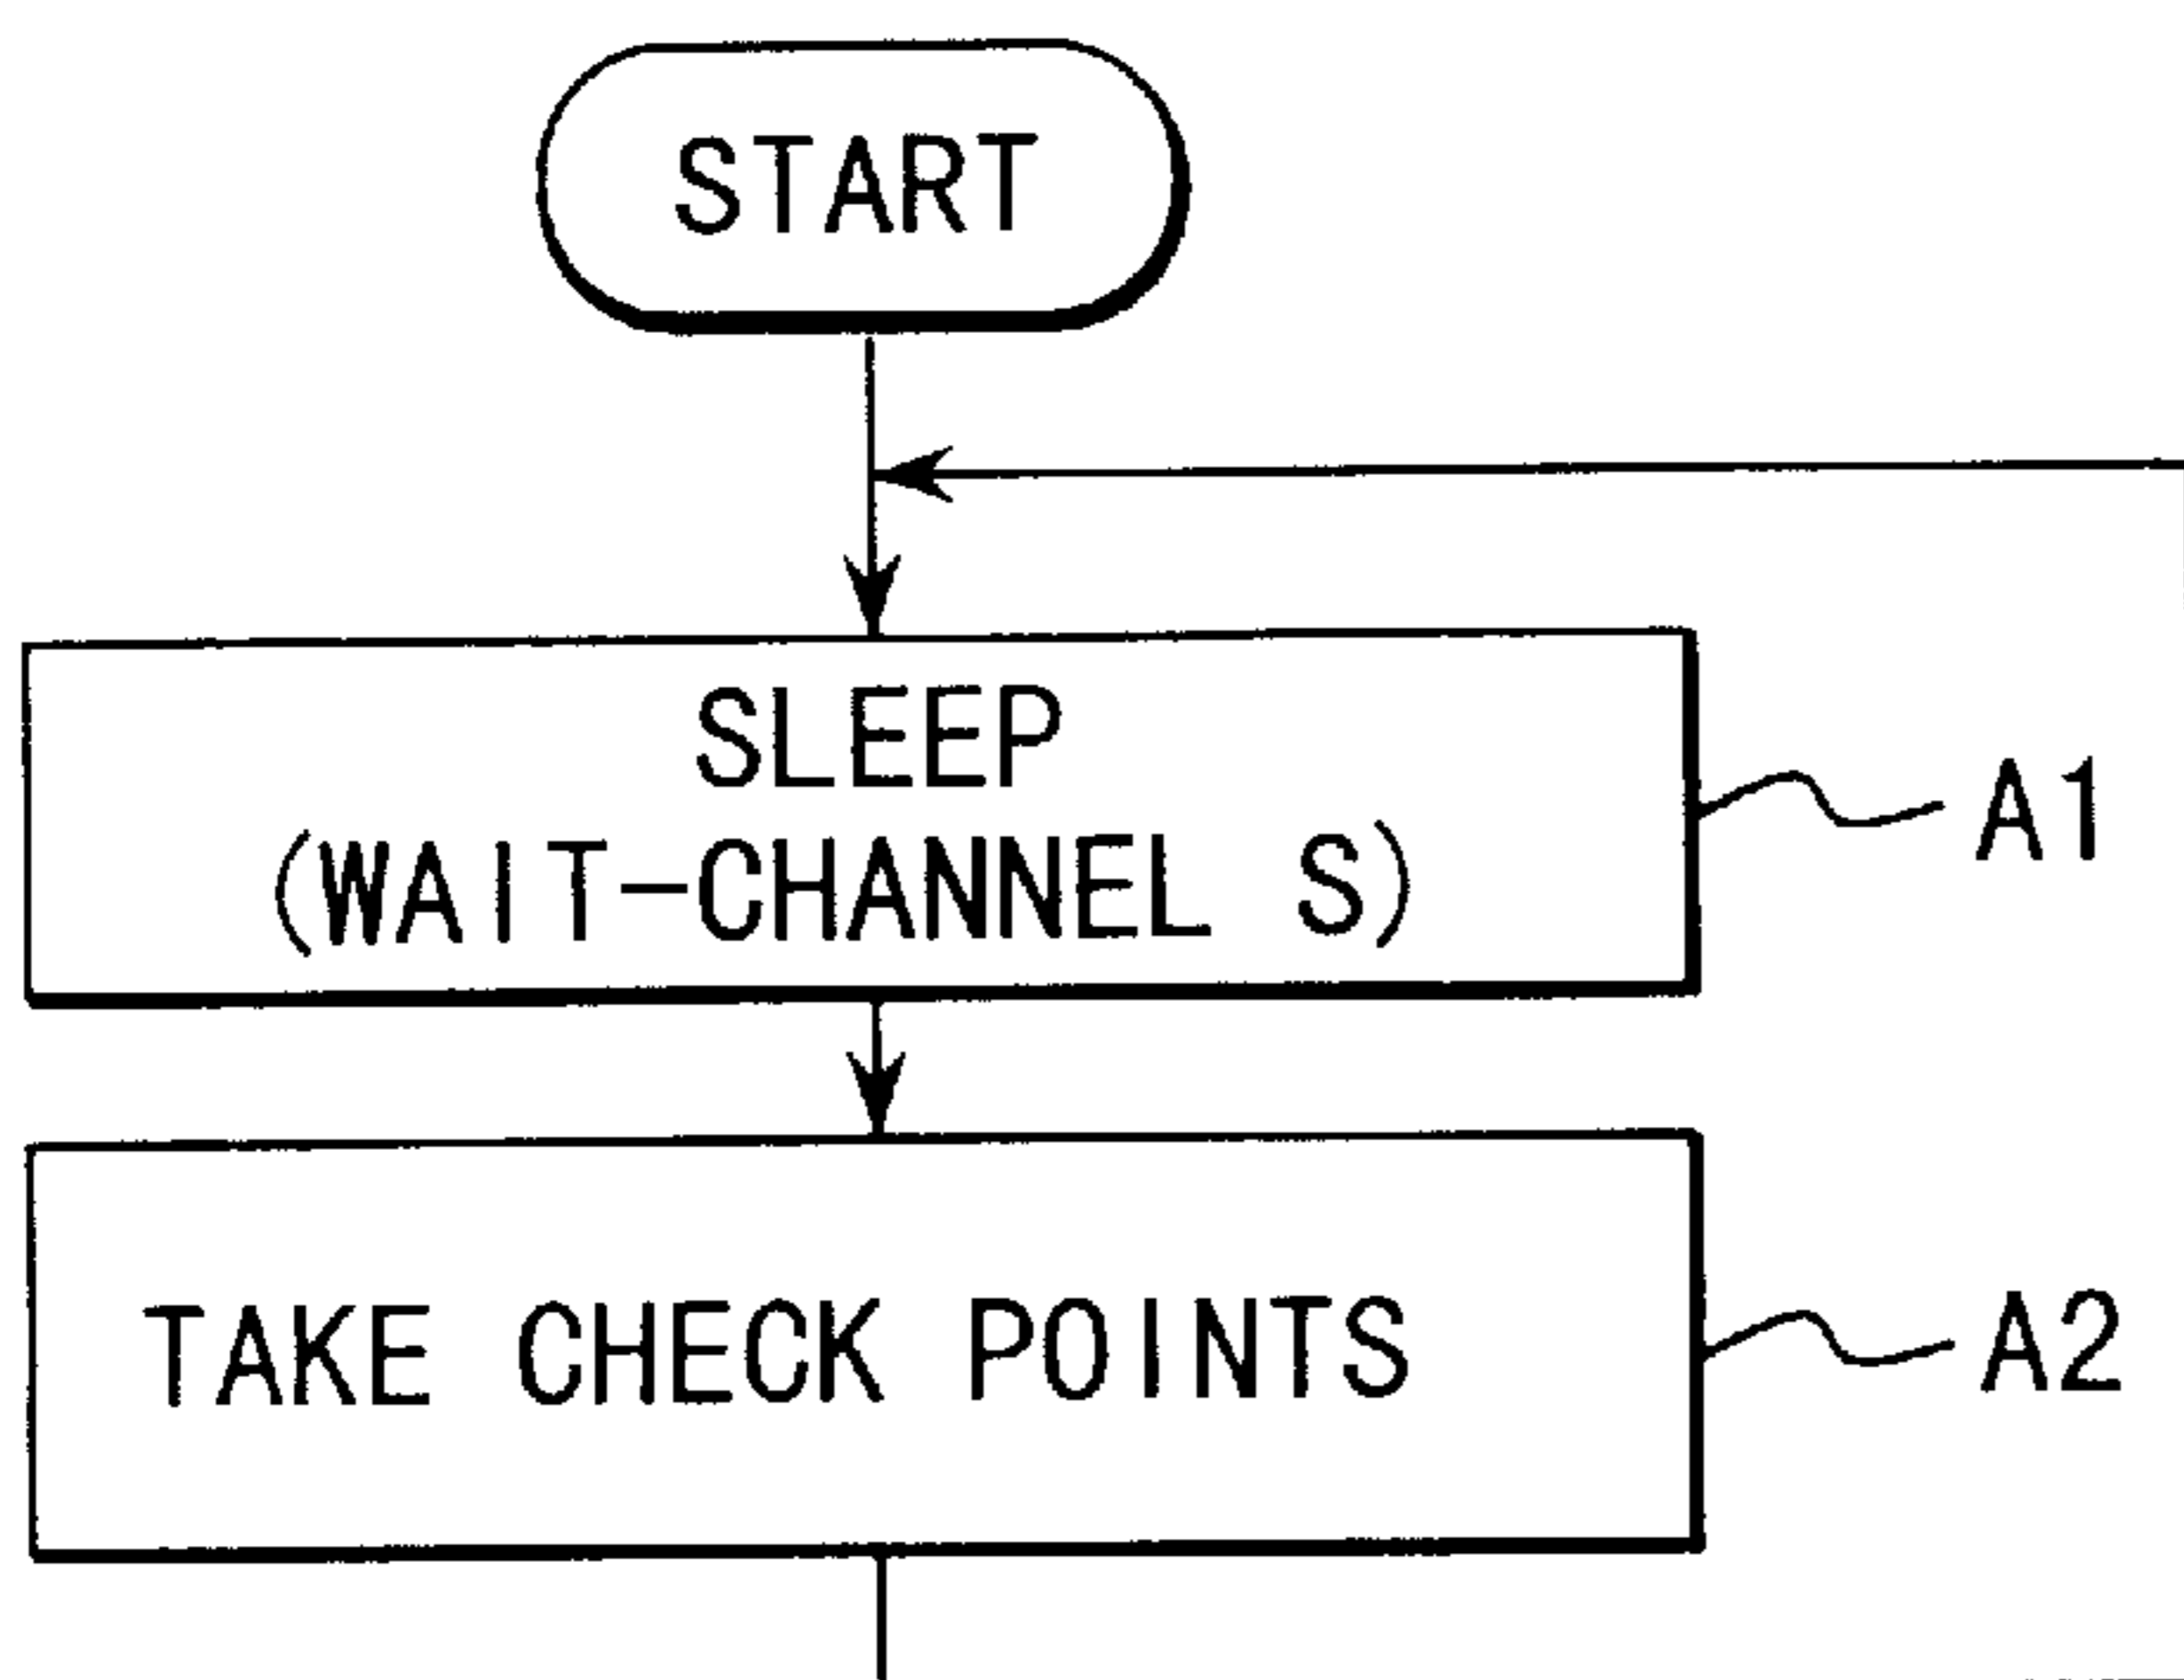 START
SLEEP
(WAIT-CHANNEL S)
A1
TAKE CHECK POINTS
A2